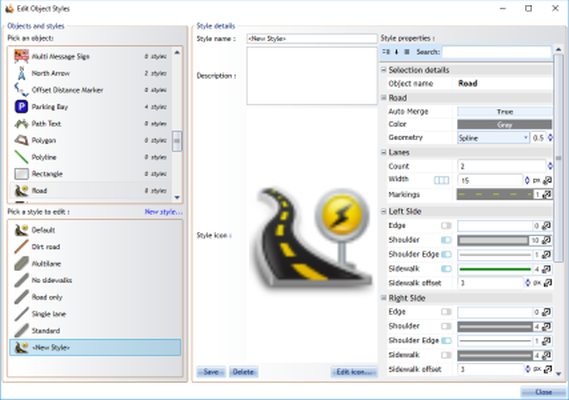 Edit Object Styles
Objects and styles
Pick an object:
Multi Message Sign 0 styles
North Arrow 2 styles
Offset Distance Marker 0 styles
Parking Bay 4 styles
Path Text 0 styles
Polygon 4 styles
Polyline 0 styles
Rectangle 0 styles
Road 8 styles
Pick a style to edit : New style...
Default
Dirt road
Multilane
No sidewalks
Road only
Single lane
Standard
<New Style>
Style details
Style name : <New Style>
Description :
Style icon :
Save Delete Edit icon...
Style properties :
Search:
Selection details
Object name Road
Road
Auto Merge True
Color Gray
Geometry Spline 0.5
Lanes
Count 2
Width 15 px
Markings 1
Left Side
Edge 0
Shoulder 10
Shoulder Edge 1
Sidewalk 4
Sidewalk offset 3 px
Right Side
Edge 0
Shoulder 4
Shoulder Edge 1
Sidewalk 4
Sidewalk offset 3 px
Close